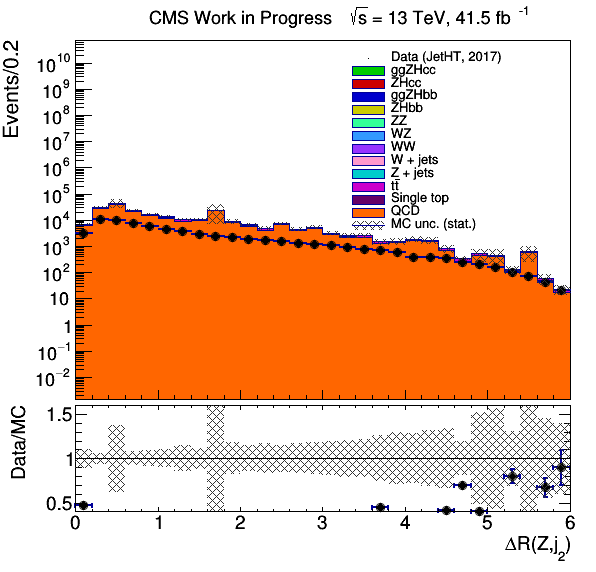 CMS Work in Progress √s = 13 TeV, 41.5 fb⁻¹
Events/0.2
10¹⁰
10⁹
10⁸
10⁷
10⁶
10⁵
10⁴
10³
10²
10
1
10⁻¹
10⁻²
Data (JetHT, 2017)
ggZHcc
ZHcc
ggZHbb
ZHbb
ZZ
WZ
WW
W + jets
Z + jets
tt̄
Single top
QCD
MC unc. (stat.)
Data/MC
1.5
1
0.5
0 1 2 3 4 5 6
ΔR(Z,j₂)